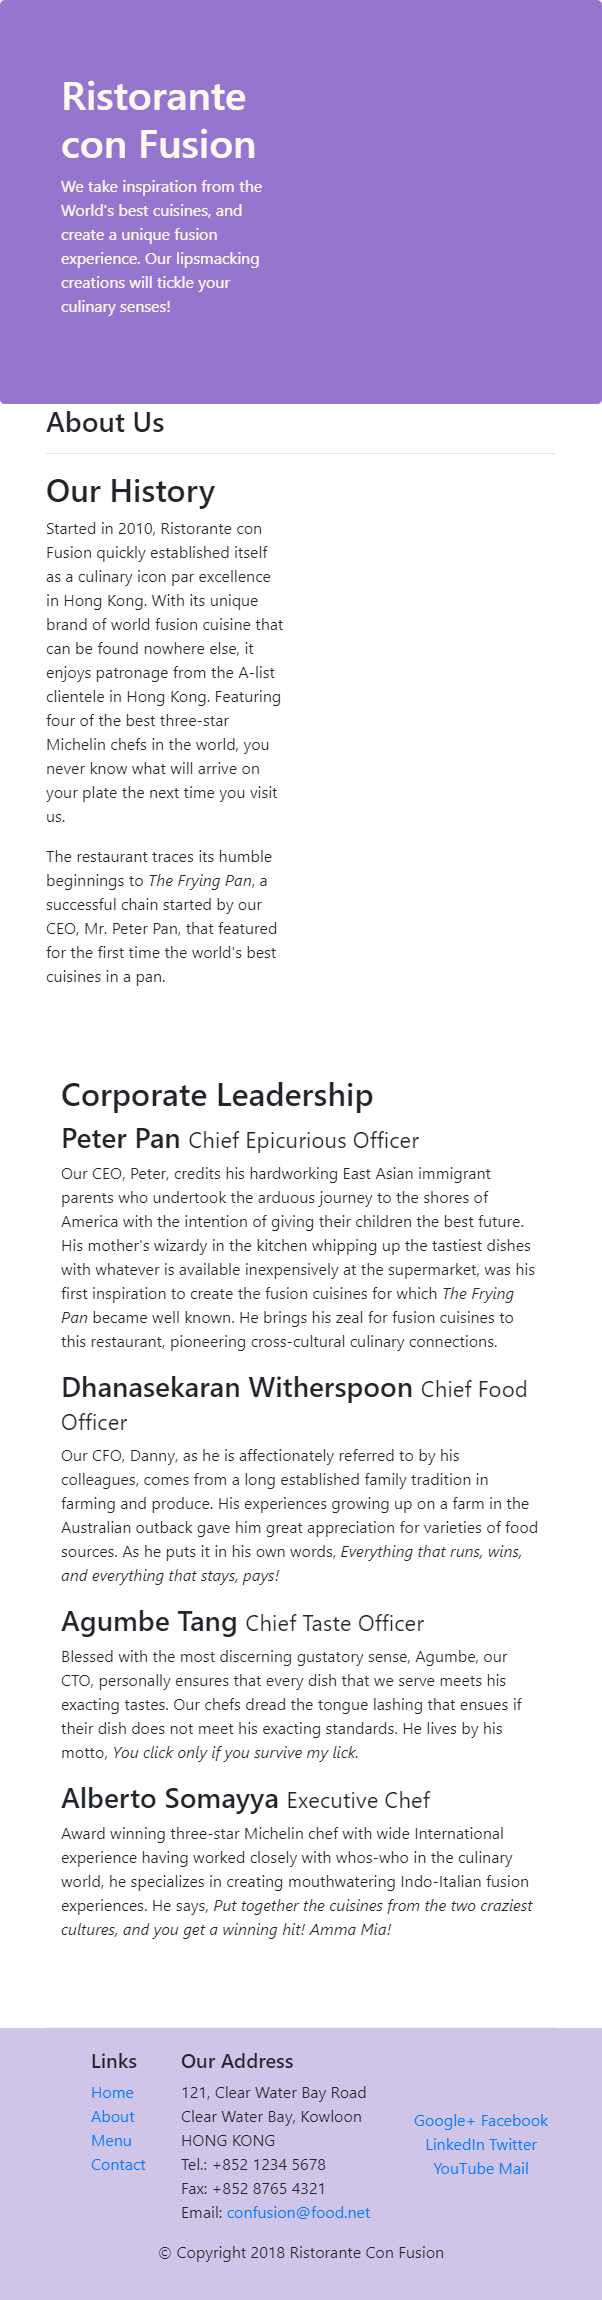 Ristorante
con Fusion
We take inspiration from the
World's best cuisines, and
create a unique fusion
experience. Our lipsmacking
creations will tickle your
culinary senses!
About Us
Our History
Started in 2010, Ristorante con
Fusion quickly established itself
as a culinary icon par excellence
in Hong Kong. With its unique
brand of world fusion cuisine that
can be found nowhere else, it
enjoys patronage from the A-list
clientele in Hong Kong. Featuring
four of the best three-star
Michelin chefs in the world, you
never know what will arrive on
your plate the next time you visit
us.
The restaurant traces its humble
beginnings to The Frying Pan, a
successful chain started by our
CEO, Mr. Peter Pan, that featured
for the first time the world's best
cuisines in a pan.
Corporate Leadership
Peter Pan Chief Epicurious Officer
Our CEO, Peter, credits his hardworking East Asian immigrant
parents who undertook the arduous journey to the shores of
America with the intention of giving their children the best future.
His mother's wizardy in the kitchen whipping up the tastiest dishes
with whatever is available inexpensively at the supermarket, was his
first inspiration to create the fusion cuisines for which The Frying
Pan became well known. He brings his zeal for fusion cuisines to
this restaurant, pioneering cross-cultural culinary connections.
Dhanasekaran Witherspoon Chief Food
Officer
Our CFO, Danny, as he is affectionately referred to by his
colleagues, comes from a long established family tradition in
farming and produce. His experiences growing up on a farm in the
Australian outback gave him great appreciation for varieties of food
sources. As he puts it in his own words, Everything that runs, wins,
and everything that stays, pays!
Agumbe Tang Chief Taste Officer
Blessed with the most discerning gustatory sense, Agumbe, our
CTO, personally ensures that every dish that we serve meets his
exacting tastes. Our chefs dread the tongue lashing that ensues if
their dish does not meet his exacting standards. He lives by his
motto, You click only if you survive my lick.
Alberto Somayya Executive Chef
Award winning three-star Michelin chef with wide International
experience having worked closely with whos-who in the culinary
world, he specializes in creating mouthwatering Indo-Italian fusion
experiences. He says, Put together the cuisines from the two craziest
cultures, and you get a winning hit! Amma Mia!
Links
Home
About
Menu
Contact
Our Address
121, Clear Water Bay Road
Clear Water Bay, Kowloon
HONG KONG
Tel.: +852 1234 5678
Fax: +852 8765 4321
Email: confusion@food.net
Google+ Facebook
LinkedIn Twitter
YouTube Mail
© Copyright 2018 Ristorante Con Fusion